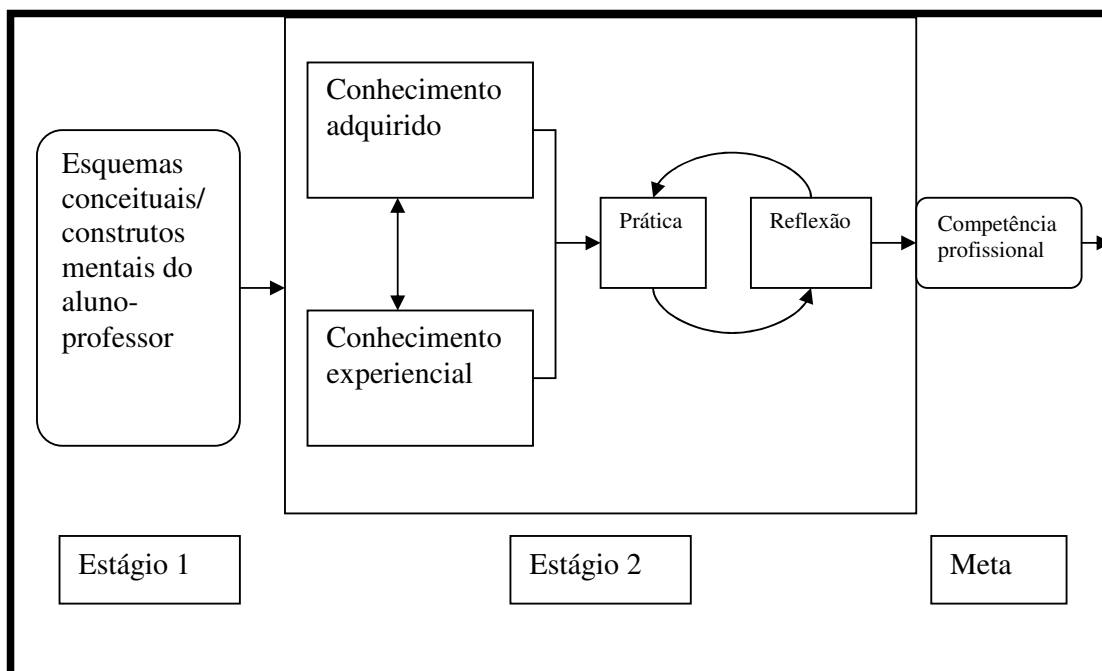 Esquemas
conceituais/
construtos
mentais do
aluno-
professor
Conhecimento
adquirido
Conhecimento
experiencial
Prática
Reflexão
Competência
profissional
Estágio 1
Estágio 2
Meta